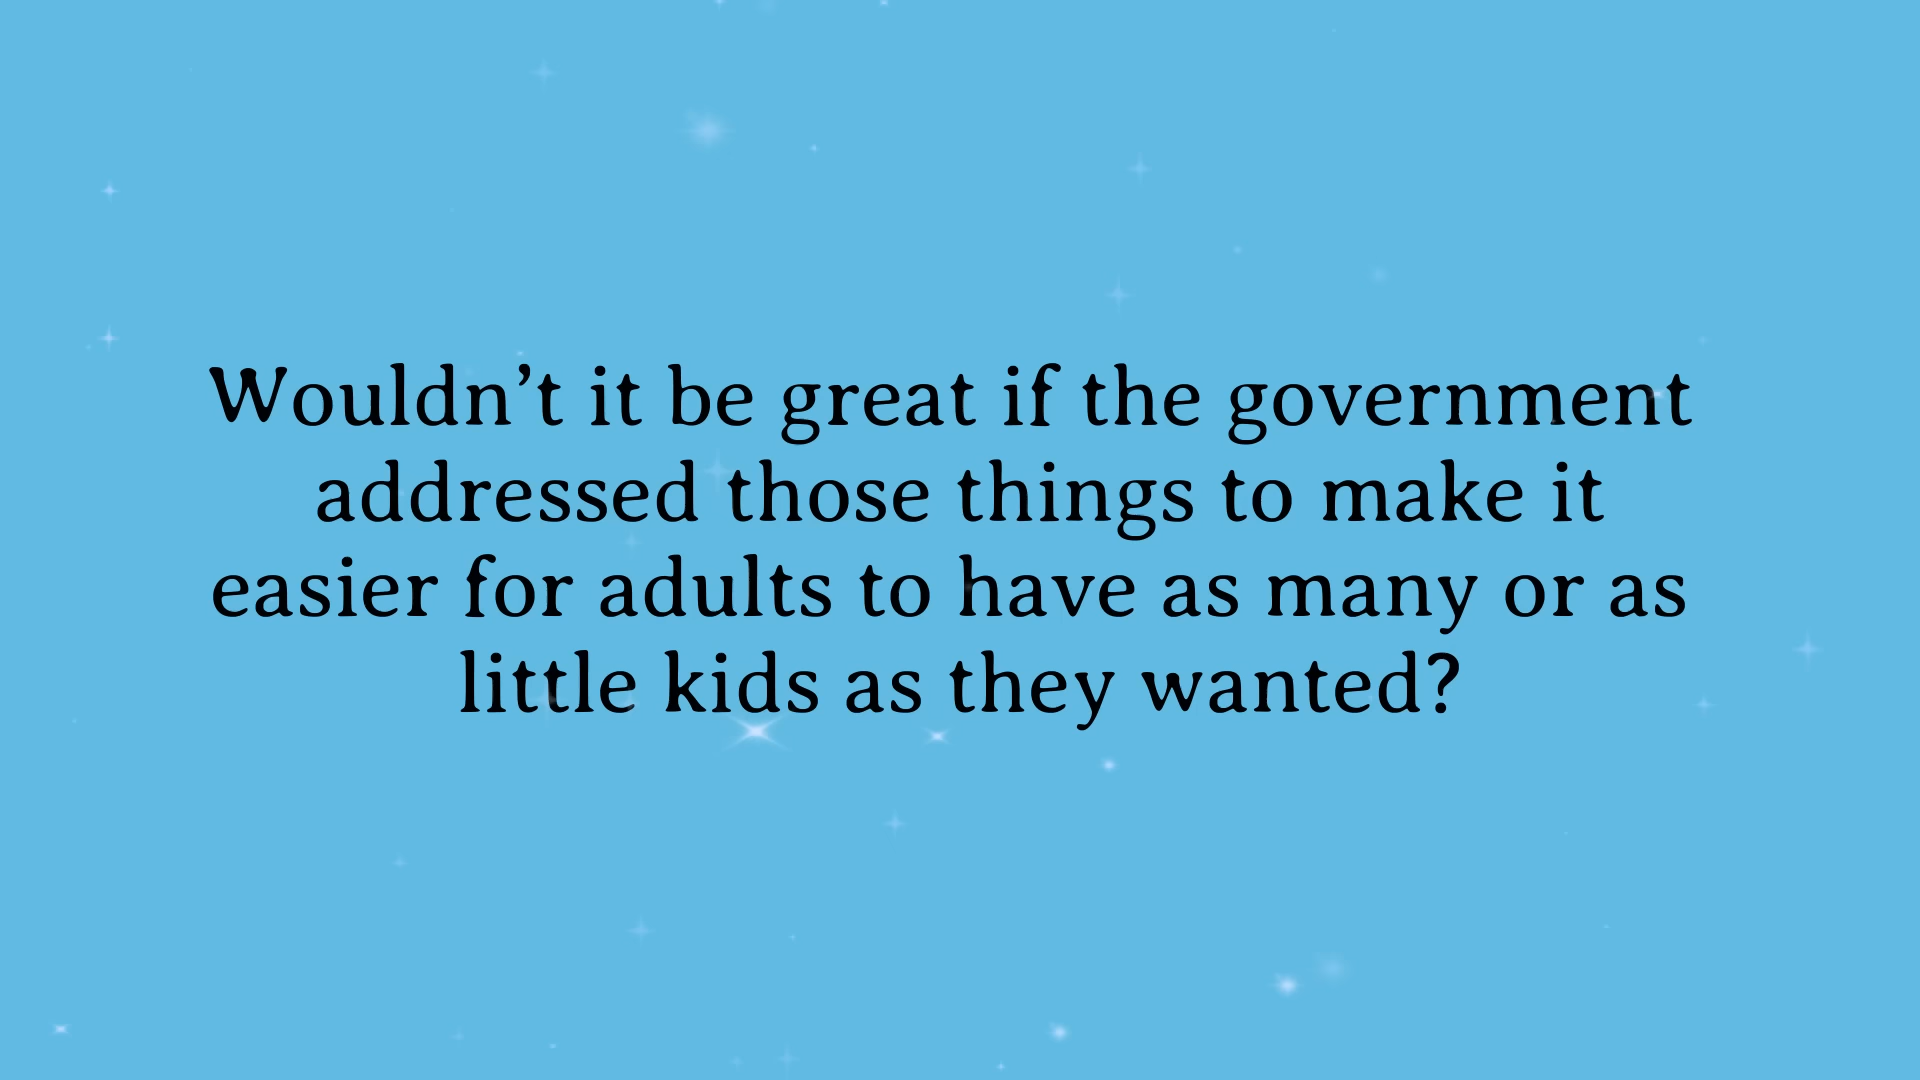 Wouldn’t it be great if the government
addressed those things to make it
easier for adults to have as many or as
little kids as they wanted?